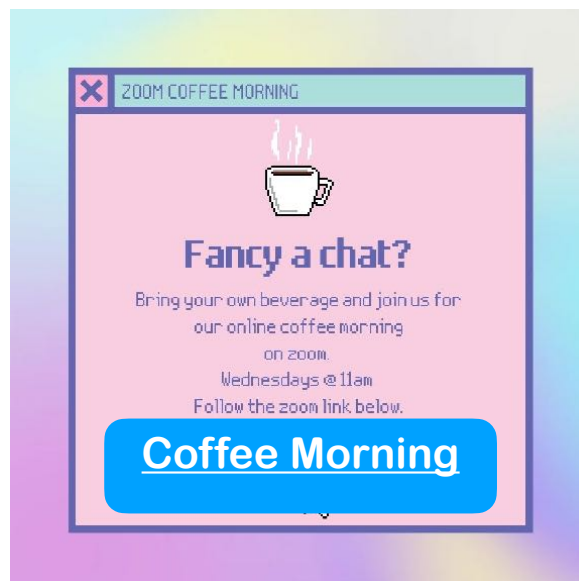 ZOOM COFFEE MORNING
Fancy a chat?
Bring your own beverage and join us for
our online coffee morning
on zoom.
Wednesdays @ 11am
Follow the zoom link below.
Coffee Morning